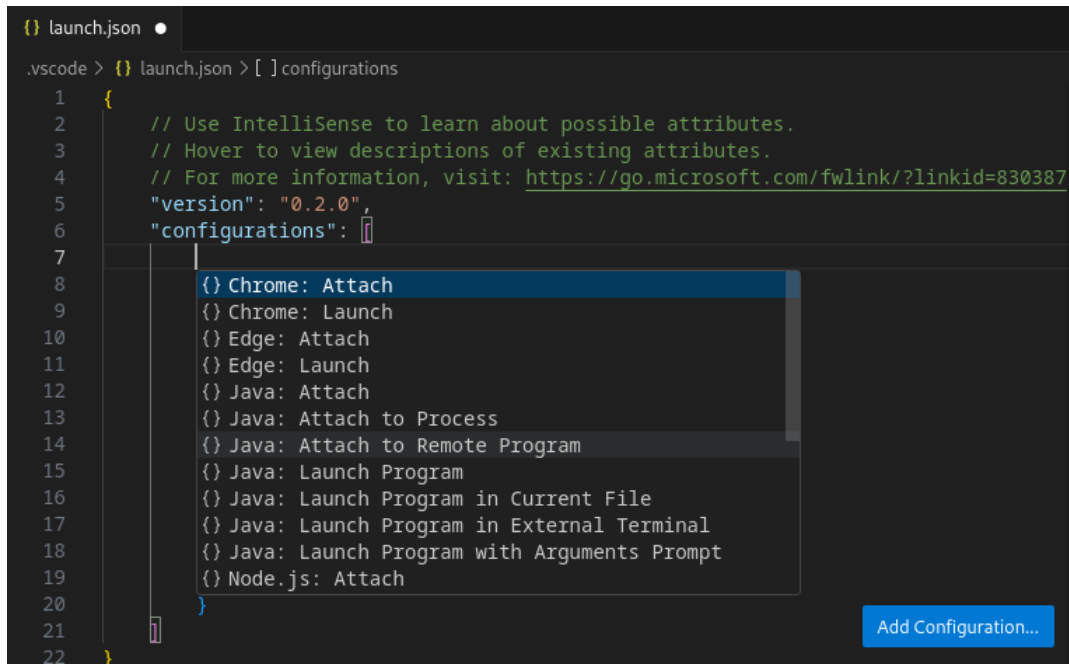 {} launch.json ●
.vscode > {} launch.json > [ ] configurations
1 {
2 // Use IntelliSense to learn about possible attributes.
3 // Hover to view descriptions of existing attributes.
4 // For more information, visit: https://go.microsoft.com/fwlink/?linkid=830387
5 "version": "0.2.0",
6 "configurations": [
7
8 {} Chrome: Attach
9 {} Chrome: Launch
10 {} Edge: Attach
11 {} Edge: Launch
12 {} Java: Attach
13 {} Java: Attach to Process
14 {} Java: Attach to Remote Program
15 {} Java: Launch Program
16 {} Java: Launch Program in Current File
17 {} Java: Launch Program in External Terminal
18 {} Java: Launch Program with Arguments Prompt
19 {} Node.js: Attach
20 }
21 ]
Add Configuration...
22 }